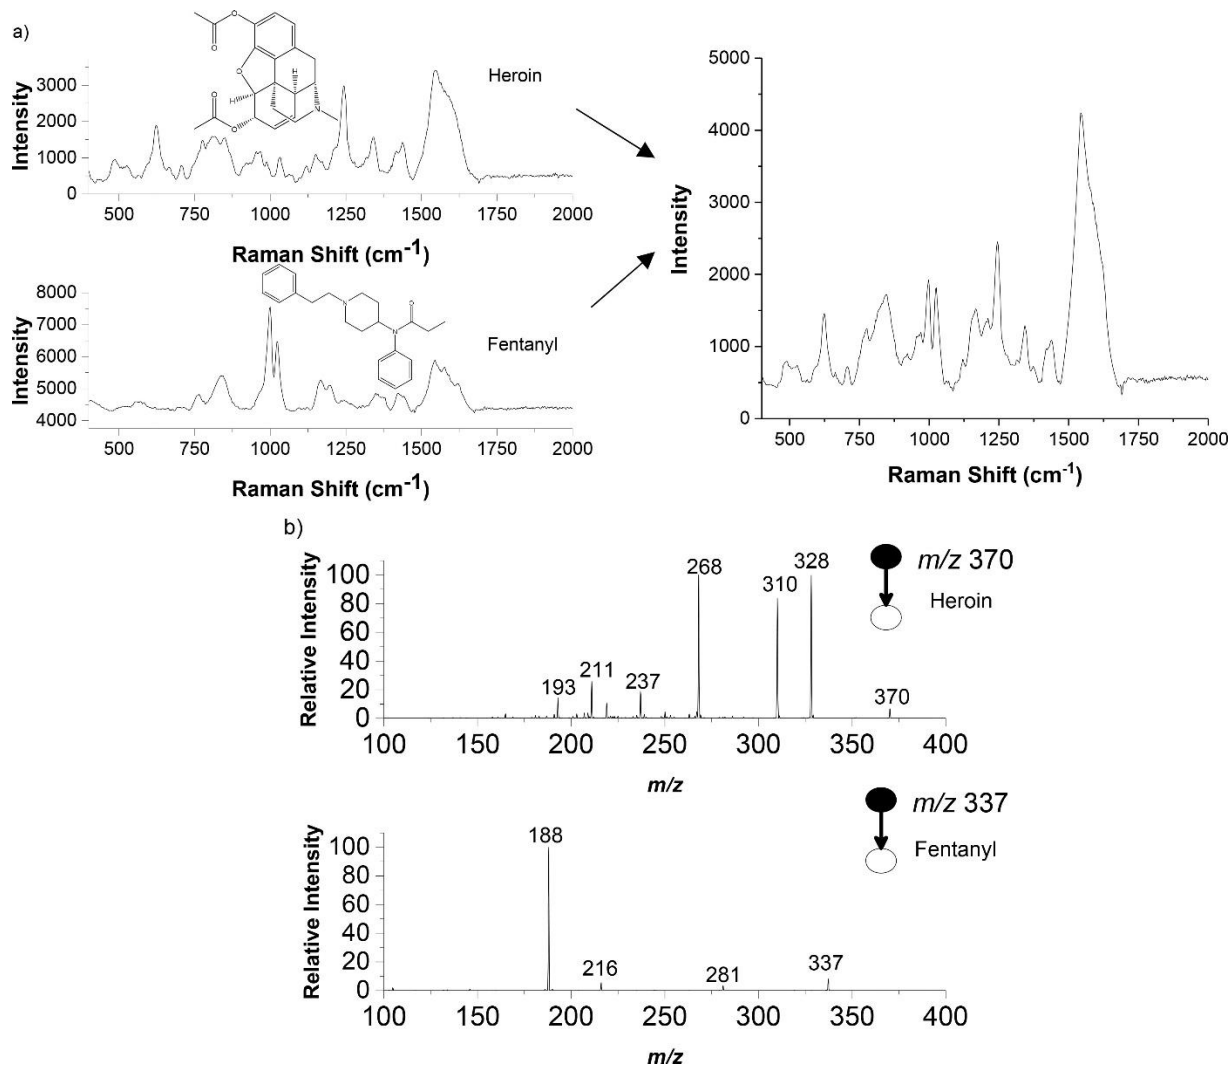 a)
Heroin
Intensity
3000
2000
1000
0
500 750 1000 1250 1500 1750 2000
Raman Shift (cm-1)
O
O
O
H
H
N
O
O
Fentanyl
Intensity
8000
7000
6000
5000
4000
500 750 1000 1250 1500 1750 2000
Raman Shift (cm-1)
N
O
N
Intensity
5000
4000
3000
2000
1000
0
500 750 1000 1250 1500 1750 2000
Raman Shift (cm-1)
b)
Relative Intensity
100
80
60
40
20
0
193
211
237
268
310
328
370
100 150 200 250 300 350 400
m/z
m/z 370
Heroin
Relative Intensity
100
80
60
40
20
0
188
216
281
337
100 150 200 250 300 350 400
m/z
m/z 337
Fentanyl